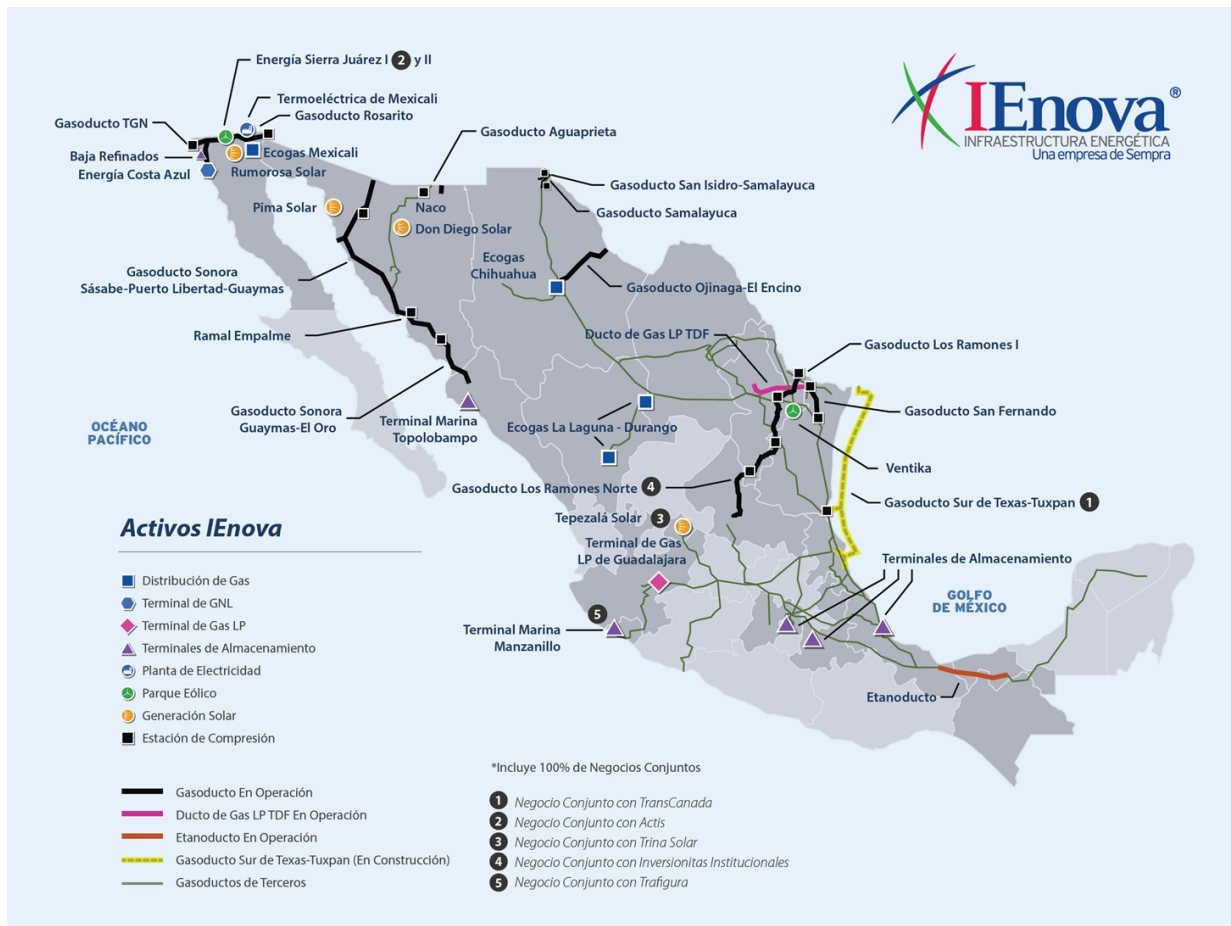 Energía Sierra Juárez I 2 y II
Termoeléctrica de Mexicali
Gasoducto Rosarito
Gasoducto TGN
Baja Refinados
Ecogas Mexicali
Energía Costa Azul
Rumorosa Solar
IEnova®
INFRAESTRUCTURA ENERGÉTICA
Una empresa de Sempra
Gasoducto Aguaprieta
Gasoducto San Isidro-Samalayuca
Gasoducto Samalayuca
Pima Solar
Naco
Don Diego Solar
Ecogas
Chihuahua
Gasoducto Sonora
Sásabe-Puerto Libertad-Guaymas
Gasoducto Ojinaga-El Encino
Ramal Empalme
Ducto de Gas LP TDF
Gasoducto Los Ramones I
Gasoducto Sonora
Guaymas-El Oro
Terminal Marina
Topolobampo
Ecogas La Laguna - Durango
Gasoducto San Fernando
OCÉANO
PACÍFICO
Ventika
Gasoducto Los Ramones Norte 4
Gasoducto Sur de Texas-Tuxpan 1
Tepezalá Solar 3
Terminal de Gas
LP de Guadalajara
Terminales de Almacenamiento
GOLFO
DE MÉXICO
5
Terminal Marina
Manzanillo
Etanoducto
Activos IEnova
Distribución de Gas
Terminal de GNL
Terminal de Gas LP
Terminales de Almacenamiento
Planta de Electricidad
Parque Eólico
Generación Solar
Estación de Compresión
Gasoducto En Operación
Ducto de Gas LP TDF En Operación
Etanoducto En Operación
Gasoducto Sur de Texas-Tuxpan (En Construcción)
Gasoductos de Terceros
*Incluye 100% de Negocios Conjuntos
1 Negocio Conjunto con TransCanada
2 Negocio Conjunto con Actis
3 Negocio Conjunto con Trina Solar
4 Negocio Conjunto con Inversionitas Institucionales
5 Negocio Conjunto con Trafigura